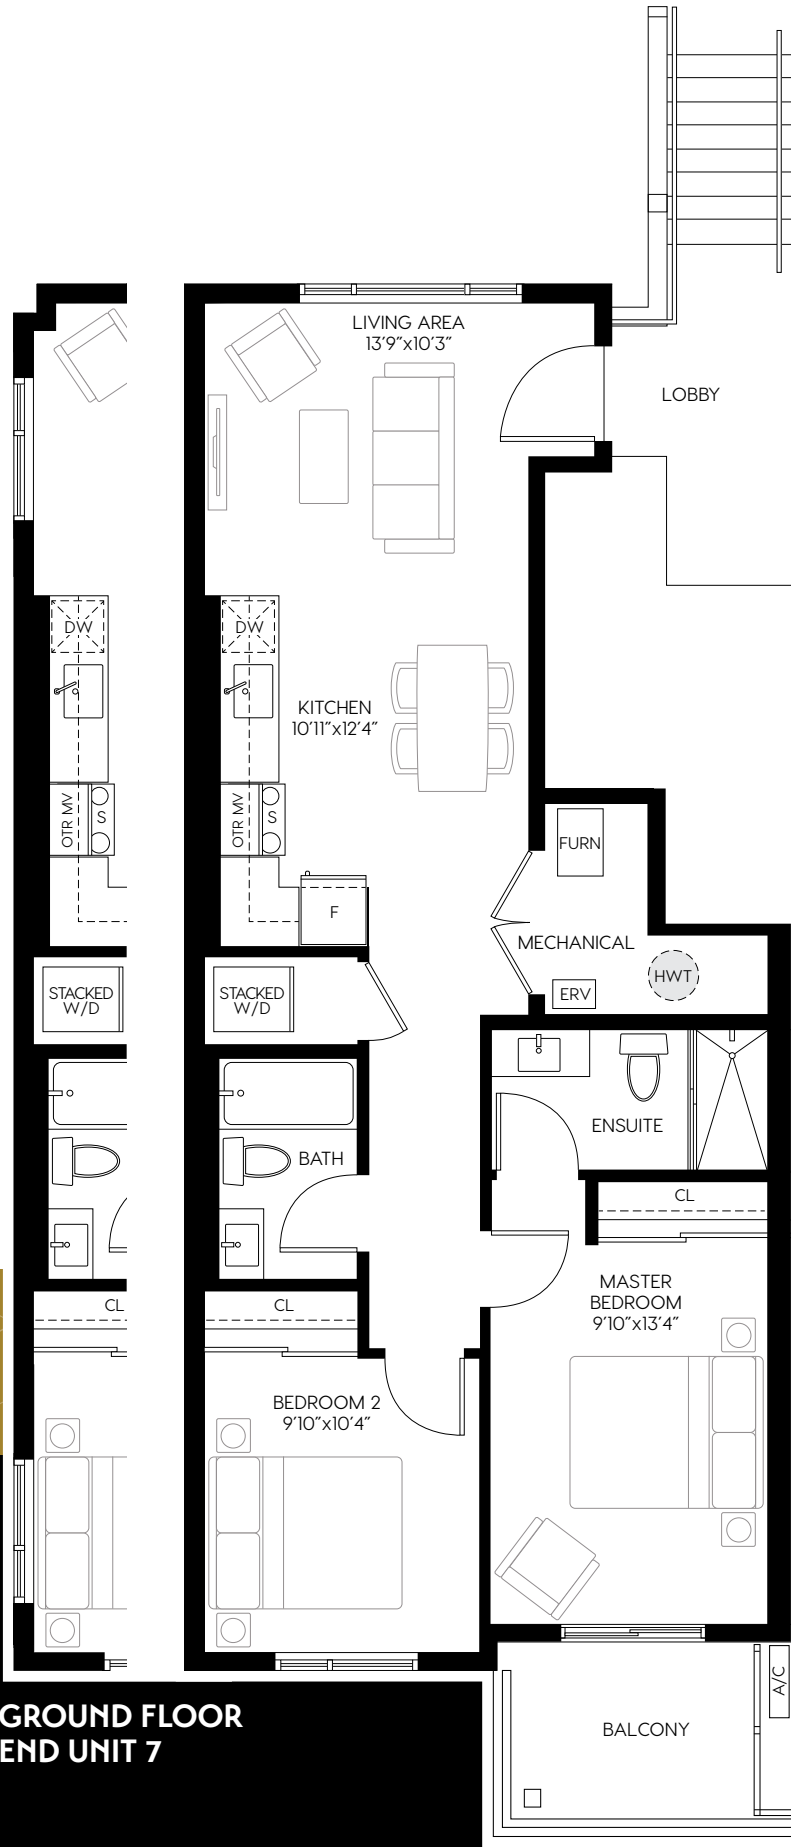 LIVING AREA
13'9"x10'3"
LOBBY
DW
DW
KITCHEN
10'11"x12'4"
OTR MV
S
OTR MV
S
FURN
F
MECHANICAL
HWT
ERV
STACKED
W/D
STACKED
W/D
ENSUITE
BATH
CL
MASTER
BEDROOM
9'10"x13'4"
CL
CL
BEDROOM 2
9'10"x10'4"
A/C
BALCONY
GROUND FLOOR
END UNIT 7